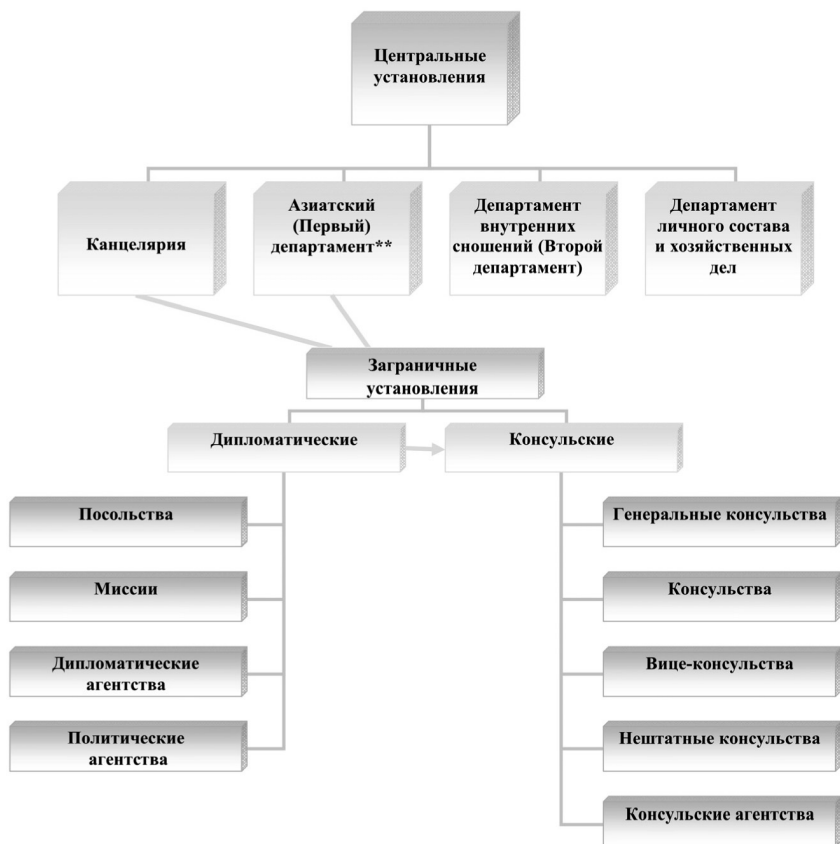 Центральные
установления
Канцелярия
Азиатский
(Первый)
департамент**
Департамент
внутренних
сношений (Второй
департамент)
Департамент
личного состава
и хозяйственных
дел
Заграничные
установления
Дипломатические
Консульские
Посольства
Миссии
Дипломатические
агентства
Политические
агентства
Генеральные консульства
Консульства
Вице-консульства
Нештатные консульства
Консульские агентства